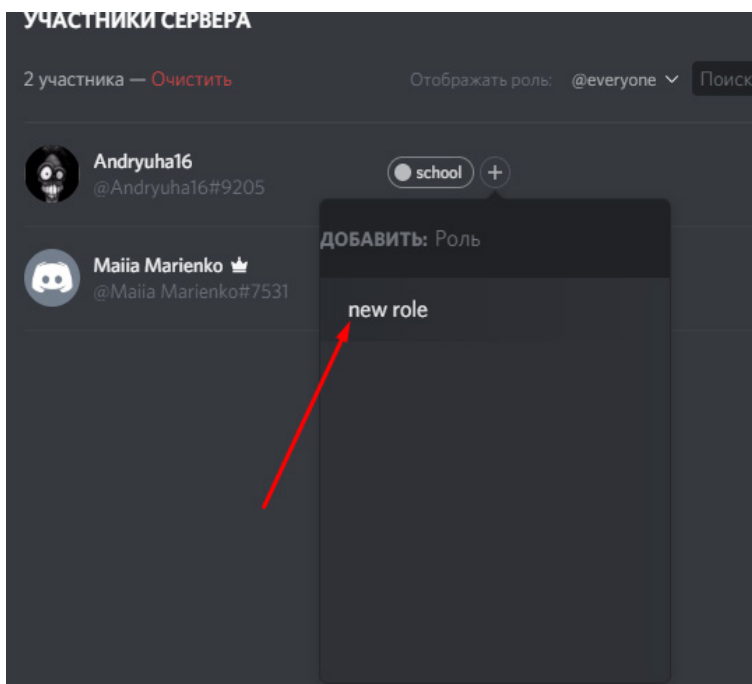 УЧАСТНИКИ СЕРВЕРА
2 участника — Очистить
Отображать роль: @everyone
Поиск
Andryuha16
@Andryuha16#9205
school
ДОБАВИТЬ: Роль
Maiia Marienko
@Maiia Marienko#7531
new role